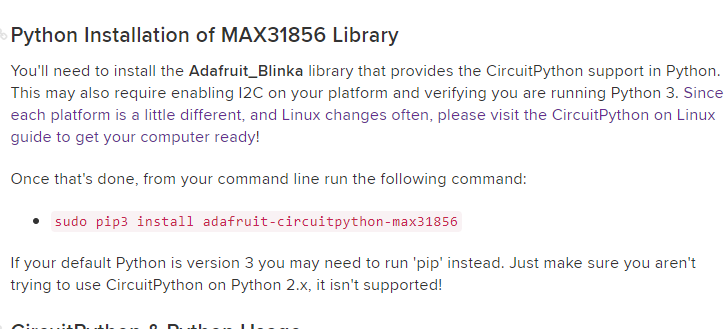 Python Installation of MAX31856 Library
You'll need to install the Adafruit_Blinka library that provides the CircuitPython support in Python.
This may also require enabling I2C on your platform and verifying you are running Python 3. Since
each platform is a little different, and Linux changes often, please visit the CircuitPython on Linux
guide to get your computer ready!
Once that's done, from your command line run the following command:
sudo pip3 install adafruit-circuitpython-max31856
If your default Python is version 3 you may need to run 'pip' instead. Just make sure you aren't
trying to use CircuitPython on Python 2.x, it isn't supported!
CircuitPython & Python Usage